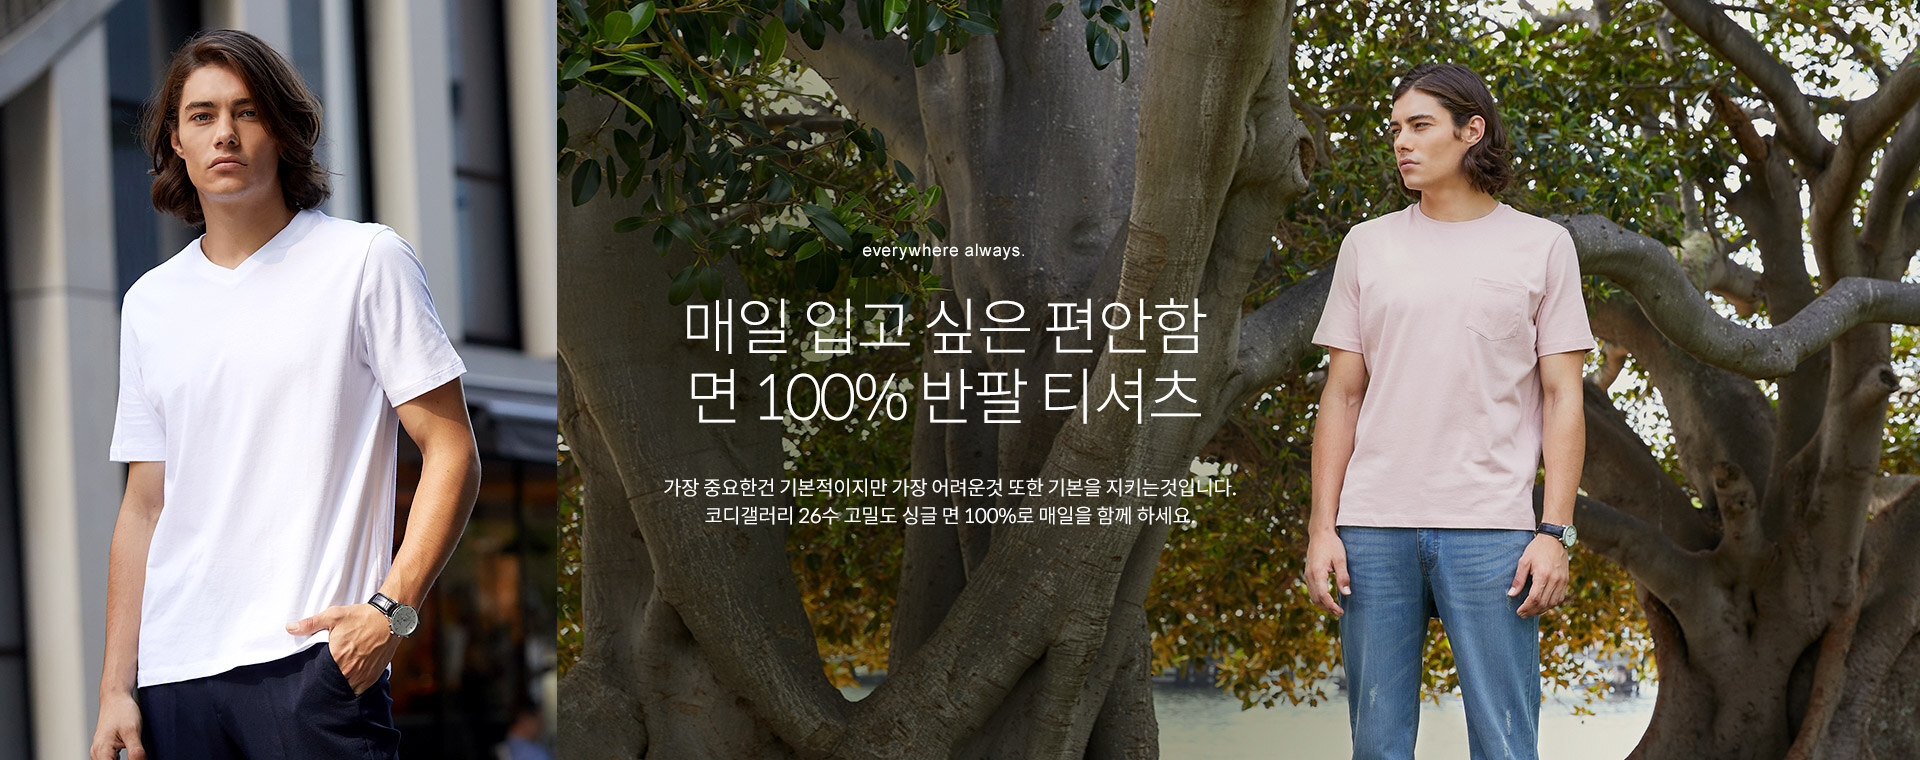 everywhere always.
매일 입고 싶은 편안함
면 100% 반팔 티셔츠
가장 중요한건 기본적이지만 가장 어려운것 또한 기본을 지키는것입니다.
코디갤러리 26수 고밀도 싱글 면 100%로 매일을 함께 하세요.